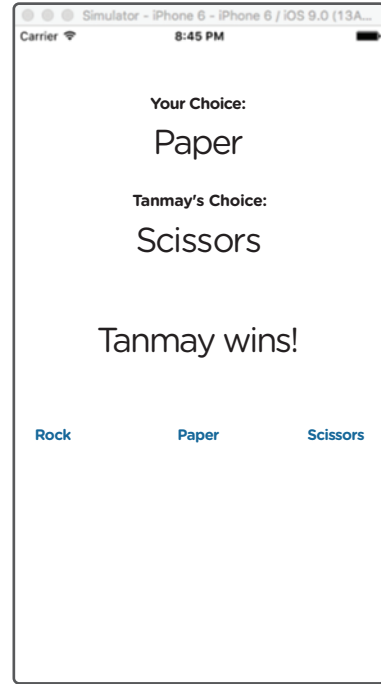 Simulator - iPhone 6 - iPhone 6 / iOS 9.0 (13A...
Carrier 8:45 PM
Your Choice:
Paper
Tanmay's Choice:
Scissors
Tanmay wins!
Rock Paper Scissors